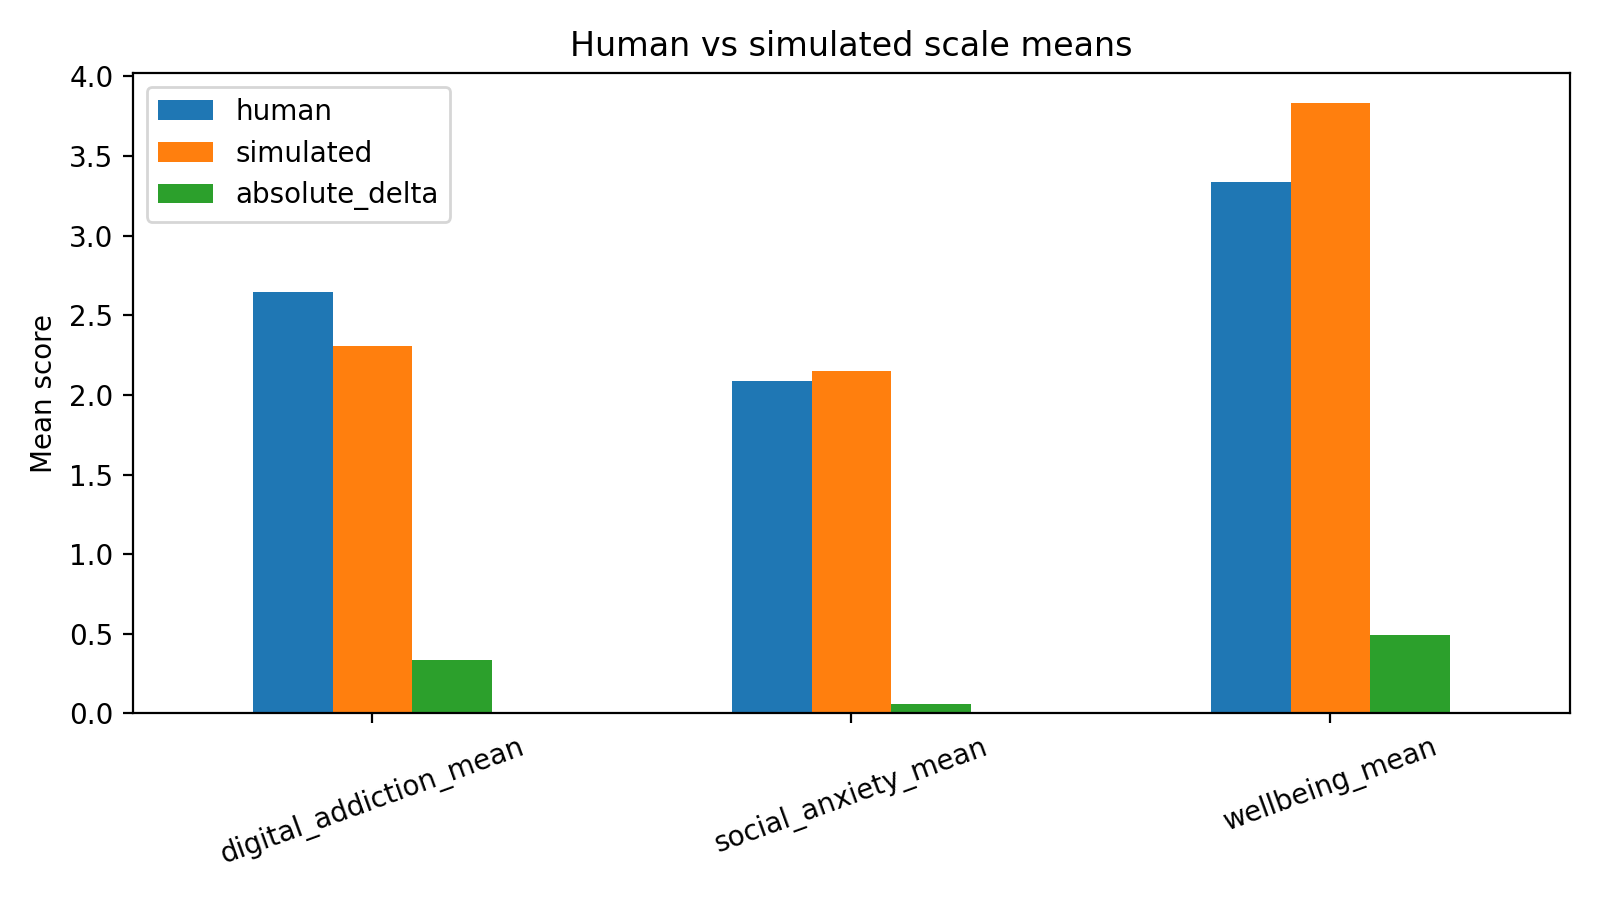 Human vs simulated scale means
human
simulated
absolute_delta
Mean score
4.0
3.5
3.0
2.5
2.0
1.5
1.0
0.5
0.0
digital_addiction_mean
social_anxiety_mean
wellbeing_mean